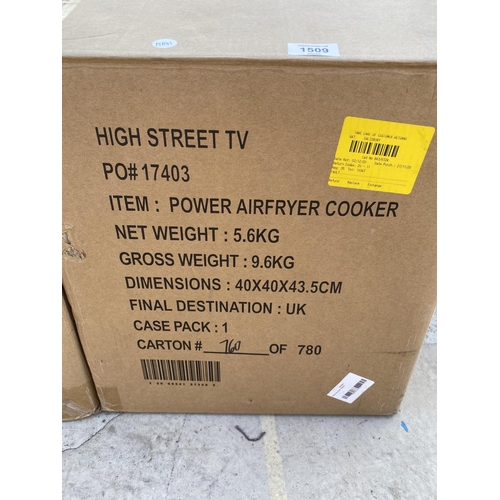 1509
HIGH STREET TV
PO# 17403
ITEM : POWER AIRFRYER COOKER
NET WEIGHT : 5.6KG
GROSS WEIGHT : 9.6KG
DIMENSIONS : 40X40X43.5CM
FINAL DESTINATION : UK
CASE PACK : 1
CARTON # 760 OF 780